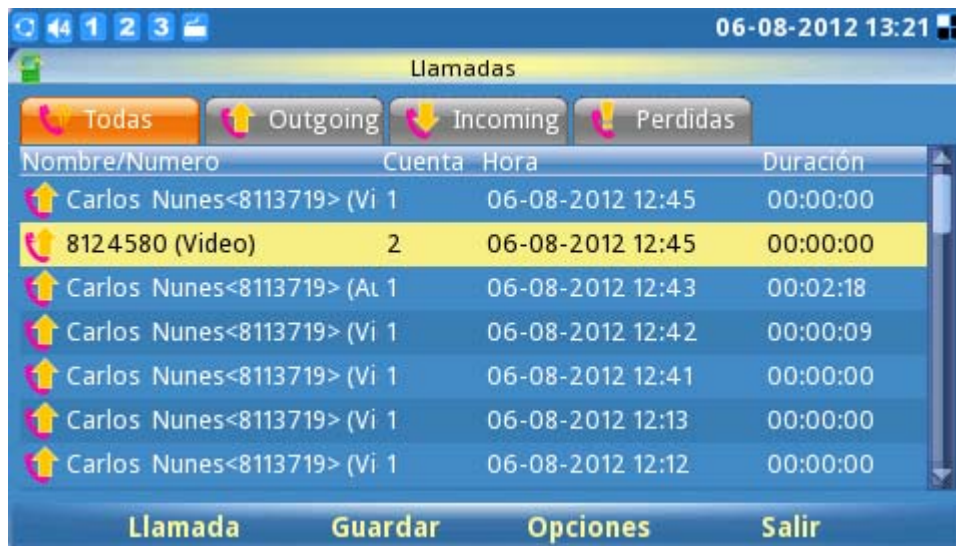 4 1 2 3 06-08-2012 13:21
Llamadas
Todas Outgoing Incoming Perdidas
Nombre/Numero Cuenta Hora Duración
Carlos Nunes<8113719> (Vi 1 06-08-2012 12:45 00:00:00
8124580 (Video) 2 06-08-2012 12:45 00:00:00
Carlos Nunes<8113719> (Au 1 06-08-2012 12:43 00:02:18
Carlos Nunes<8113719> (Vi 1 06-08-2012 12:42 00:00:09
Carlos Nunes<8113719> (Vi 1 06-08-2012 12:41 00:00:00
Carlos Nunes<8113719> (Vi 1 06-08-2012 12:13 00:00:00
Carlos Nunes<8113719> (Vi 1 06-08-2012 12:12 00:00:00
Llamada Guardar Opciones Salir